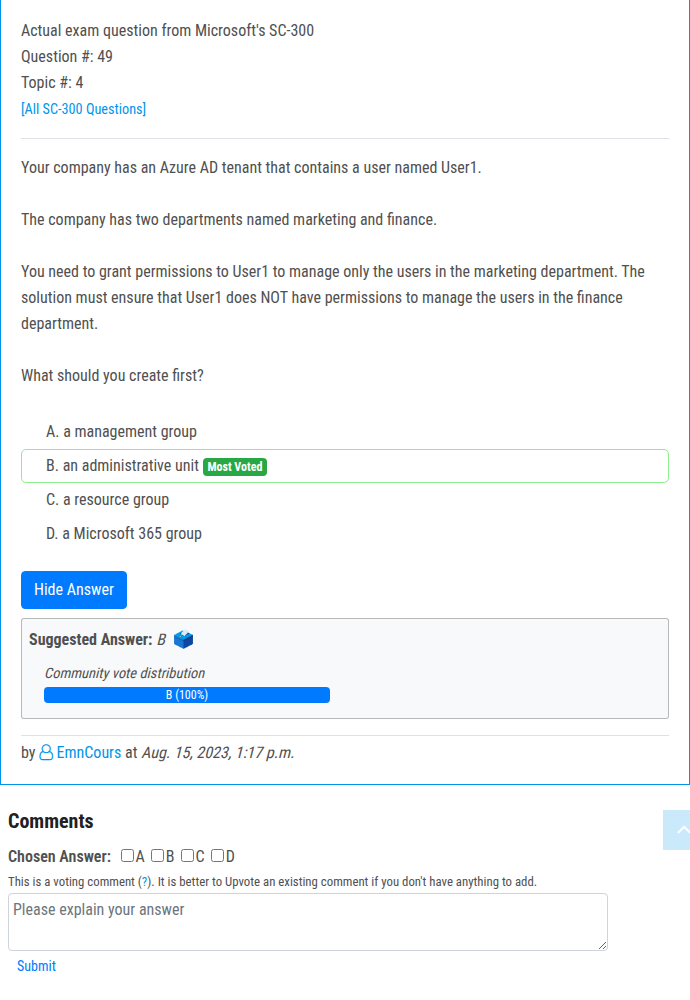 Actual exam question from Microsoft's SC-300
Question #: 49
Topic #: 4
[All SC-300 Questions]
Your company has an Azure AD tenant that contains a user named User1.
The company has two departments named marketing and finance.
You need to grant permissions to User1 to manage only the users in the marketing department. The
solution must ensure that User1 does NOT have permissions to manage the users in the finance
department.
What should you create first?
A. a management group
B. an administrative unit Most Voted
C. a resource group
D. a Microsoft 365 group
Hide Answer
Suggested Answer: B
Community vote distribution
B (100%)
by EmnCours at Aug. 15, 2023, 1:17 p.m.
Comments
Chosen Answer: A B C D
This is a voting comment (?). It is better to Upvote an existing comment if you don't have anything to add.
Please explain your answer
Submit